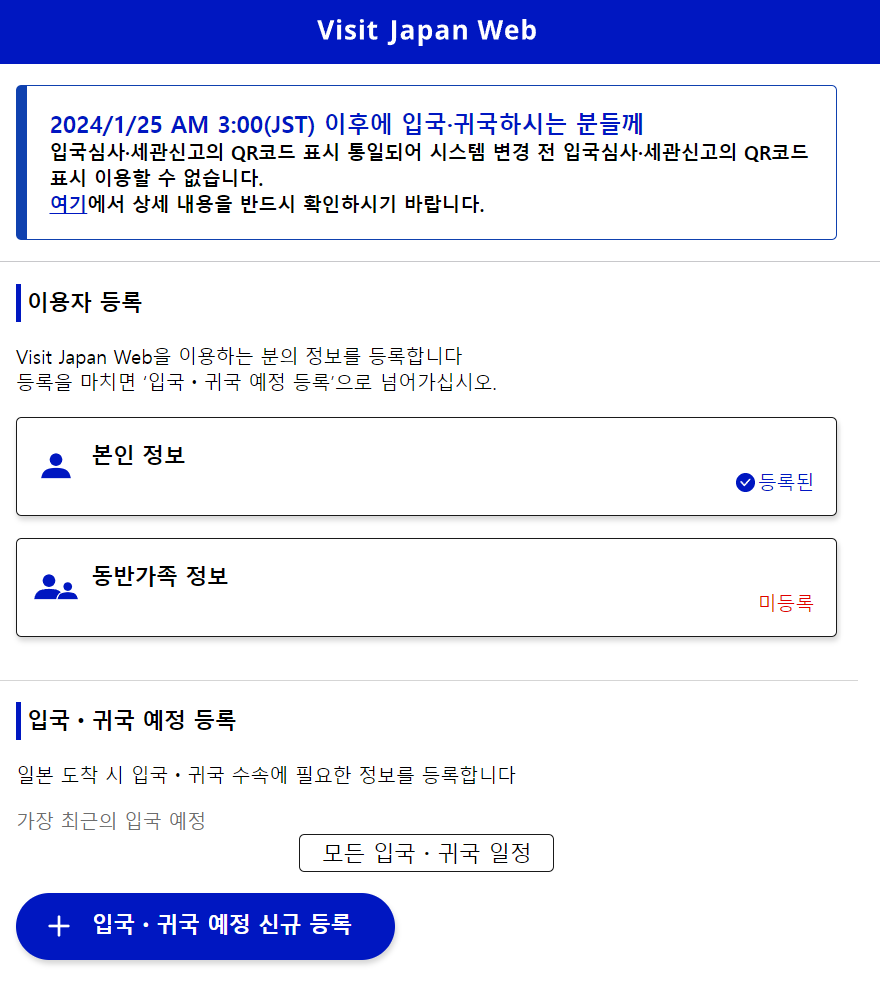 Visit Japan Web
2024/1/25 AM 3:00(JST) 이후에 입국·귀국하시는 분들께
입국심사·세관신고의 QR코드 표시 통일되어 시스템 변경 전 입국심사·세관신고의 QR코드
표시 이용할 수 없습니다.
여기에서 상세 내용을 반드시 확인하시기 바랍니다.
이용자 등록
Visit Japan Web을 이용하는 분의 정보를 등록합니다
등록을 마치면 ‘입국・귀국 예정 등록’으로 넘어가십시오.
본인 정보
등록된
동반가족 정보
미등록
입국・귀국 예정 등록
일본 도착 시 입국・귀국 수속에 필요한 정보를 등록합니다
가장 최근의 입국 예정
모든 입국・귀국 일정
입국・귀국 예정 신규 등록